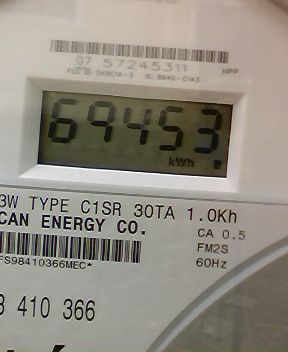 07 57245311
69453
kWh
3W TYPE C1SR 30TA 1.0Kh
CAN ENERGY CO.
CA 0.5
FM2S
FS98410366MEC*
60Hz
8 410 366